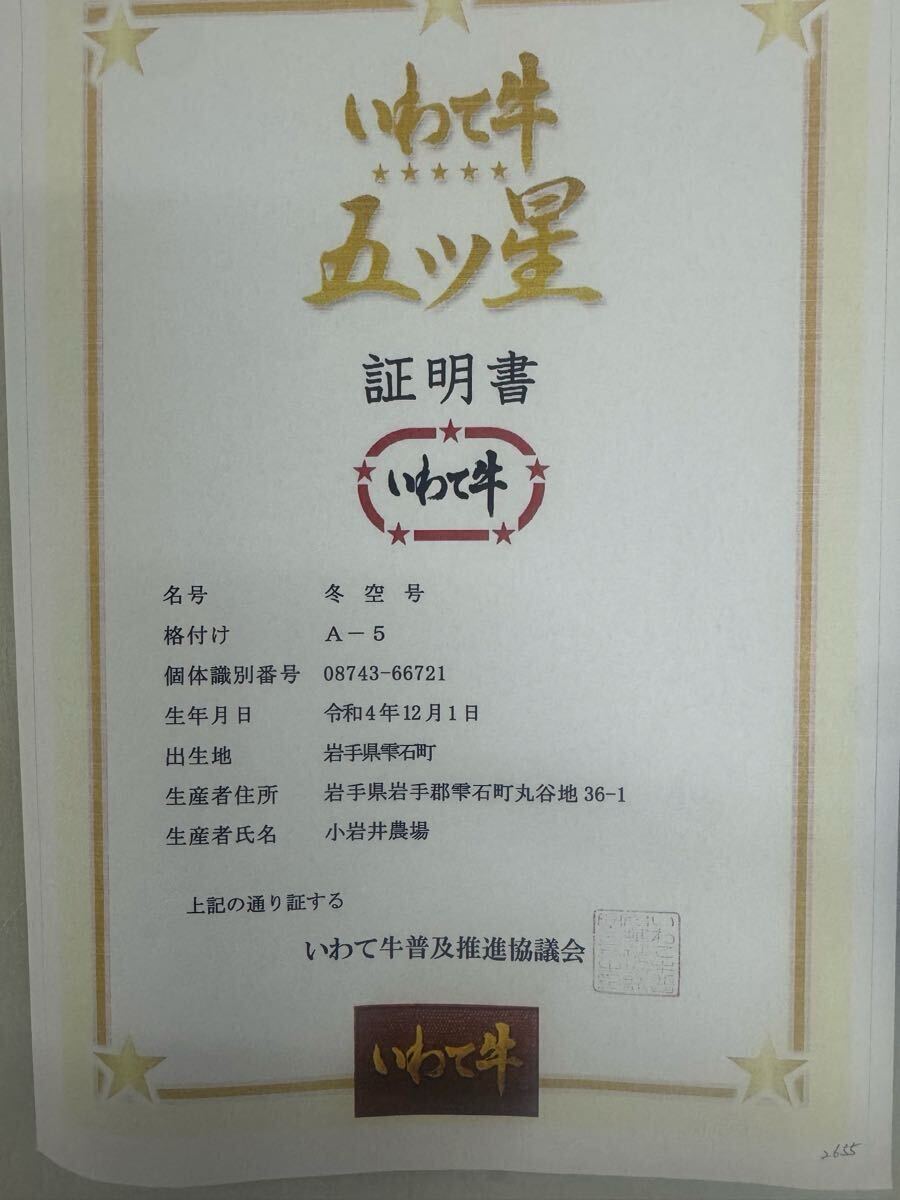 いわて牛
★★★★★
五ツ星
証明書
いわて牛
名号 冬 空 号
格付け A－5
個体識別番号 08743-66721
生年月日 令和4年12月1日
出生地 岩手県雫石町
生産者住所 岩手県岩手郡雫石町丸谷地 36-1
生産者氏名 小岩井農場
上記の通り証する
いわて牛普及推進協議会
いわて牛
2655